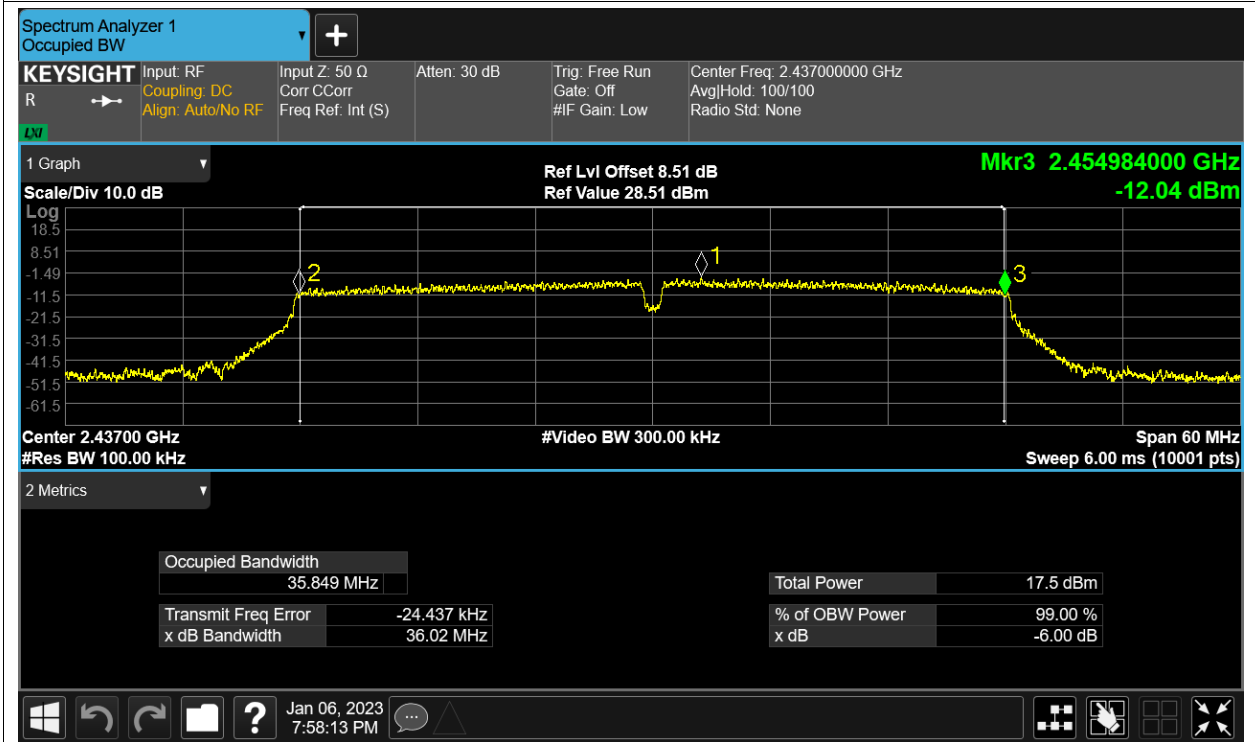 Spectrum Analyzer 1
Occupied BW
KEYSIGHT
R
LXI
Input: RF
Coupling: DC
Align: Auto/No RF
Input Z: 50 Ω
Corr CCorr
Freq Ref: Int (S)
Atten: 30 dB
Trig: Free Run
Gate: Off
#IF Gain: Low
Center Freq: 2.437000000 GHz
Avg|Hold: 100/100
Radio Std: None
1 Graph
Scale/Div 10.0 dB
Ref Lvl Offset 8.51 dB
Ref Value 28.51 dBm
Mkr3 2.454984000 GHz
-12.04 dBm
Log
18.5
8.51
-1.49
-11.5
-21.5
-31.5
-41.5
-51.5
-61.5
2
1
3
Center 2.43700 GHz
#Res BW 100.00 kHz
#Video BW 300.00 kHz
Span 60 MHz
Sweep 6.00 ms (10001 pts)
2 Metrics
Occupied Bandwidth
35.849 MHz
Transmit Freq Error -24.437 kHz
x dB Bandwidth 36.02 MHz
Total Power 17.5 dBm
% of OBW Power 99.00 %
x dB -6.00 dB
?
Jan 06, 2023
7:58:13 PM